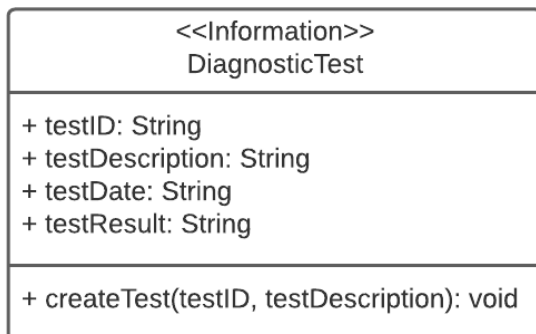 <<Information>>
DiagnosticTest
+ testID: String
+ testDescription: String
+ testDate: String
+ testResult: String
+ createTest(testID, testDescription): void